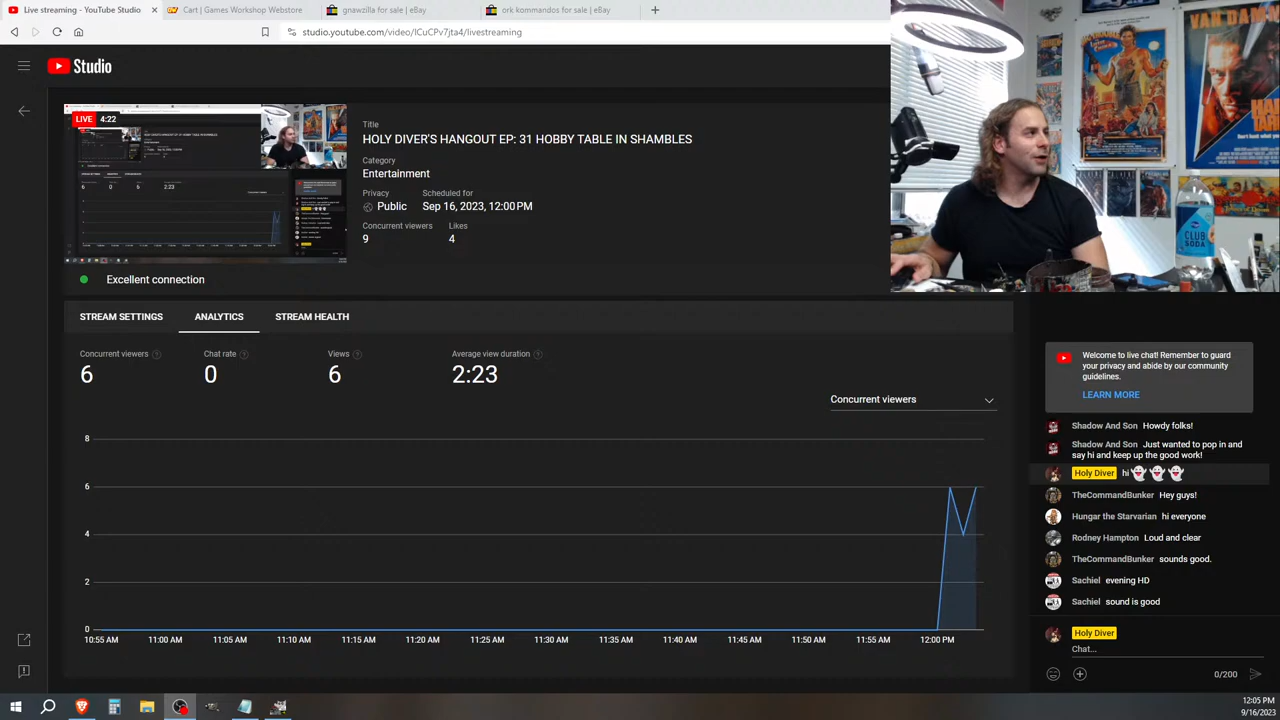 Live streaming - YouTube Studio
Cart | Games Workshop Webstore
gnawzilla for sale | eBay
ork kommandos for sale | eBay
studio.youtube.com/video/lCuCPv7jta4/livestreaming
Studio
LIVE 4:22
Title
HOLY DIVER'S HANGOUT EP: 31 HOBBY TABLE IN SHAMBLES
Category
Entertainment
Privacy
Scheduled for
Public
Sep 16, 2023, 12:00 PM
Concurrent viewers
Likes
9
4
Excellent connection
STREAM SETTINGS
ANALYTICS
STREAM HEALTH
Concurrent viewers
Chat rate
Views
Average view duration
6
0
6
2:23
Concurrent viewers
8
6
4
2
0
10:55 AM
11:00 AM
11:05 AM
11:10 AM
11:15 AM
11:20 AM
11:25 AM
11:30 AM
11:35 AM
11:40 AM
11:45 AM
11:50 AM
11:55 AM
12:00 PM
VAN DAMME
CLUB
SODA
Welcome to live chat! Remember to guard
your privacy and abide by our community
guidelines.
LEARN MORE
Shadow And Son Howdy folks!
Shadow And Son Just wanted to pop in and
say hi and keep up the good work!
Holy Diver hi👻👻👻
TheCommandBunker Hey guys!
Hungar the Starvarian hi everyone
Rodney Hampton Loud and clear
TheCommandBunker sounds good.
Sachiel evening HD
Sachiel sound is good
Holy Diver
Chat...
0/200
12:05 PM
9/16/2023